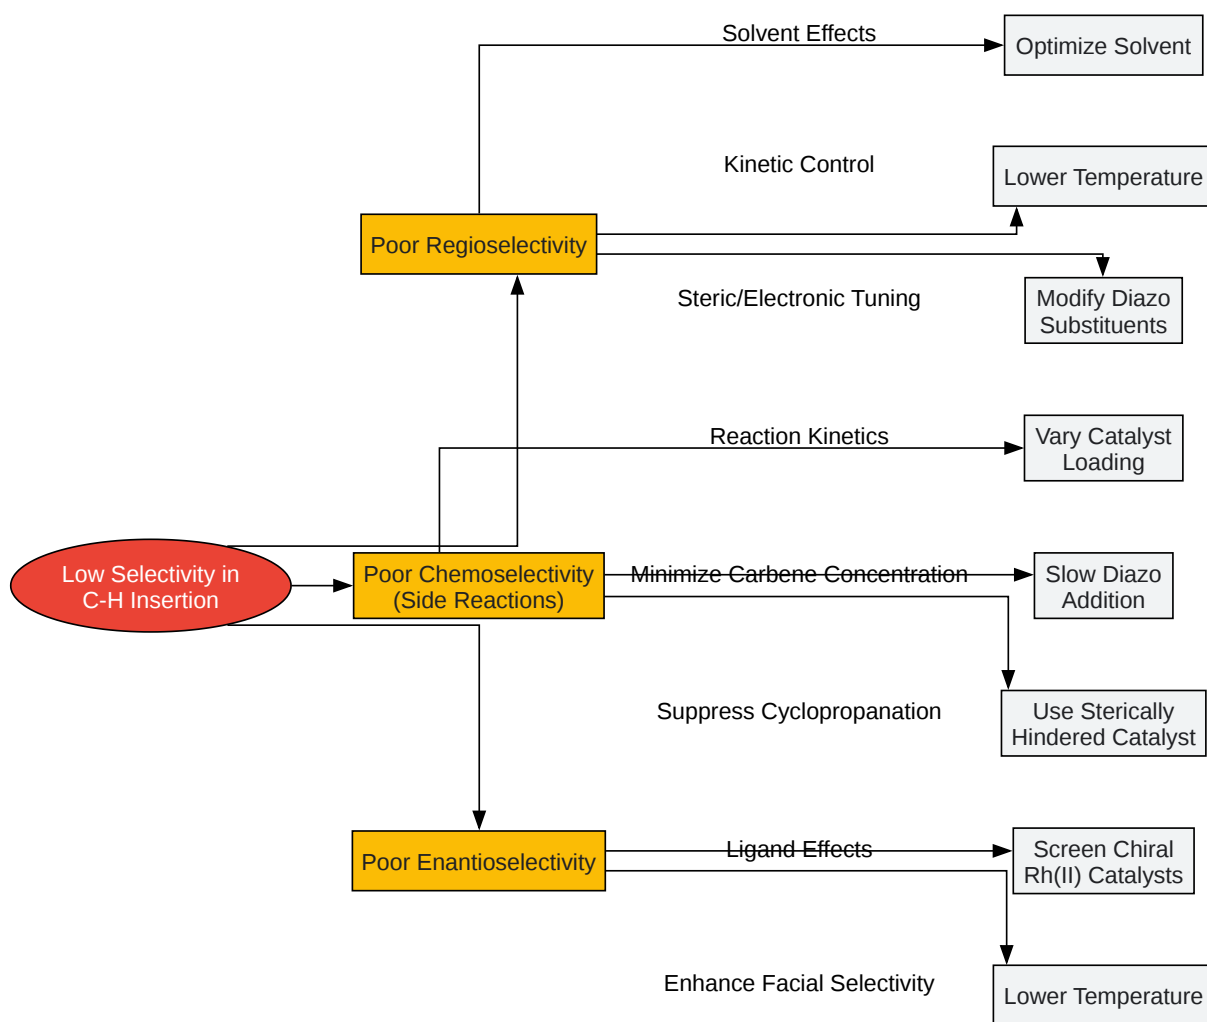 Solvent Effects
Optimize Solvent
Kinetic Control
Lower Temperature
Poor Regioselectivity
Steric/Electronic Tuning
Modify Diazo
Substituents
Reaction Kinetics
Vary Catalyst
Loading
Low Selectivity in
C-H Insertion
Poor Chemoselectivity
(Side Reactions)
Minimize Carbene Concentration
Slow Diazo
Addition
Suppress Cyclopropanation
Use Sterically
Hindered Catalyst
Poor Enantioselectivity
Ligand Effects
Screen Chiral
Rh(II) Catalysts
Enhance Facial Selectivity
Lower Temperature